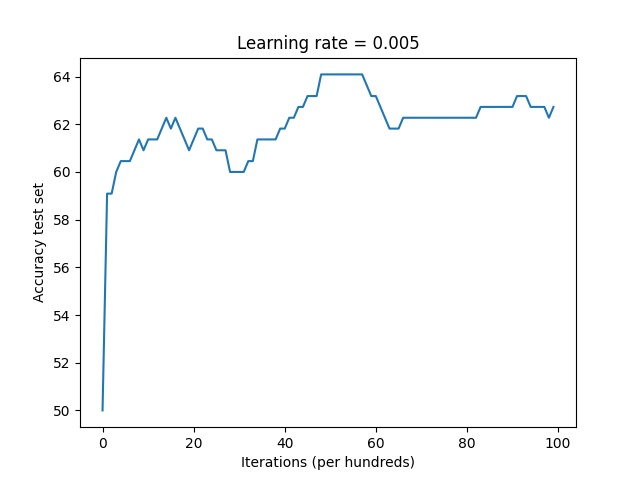 Learning rate = 0.005
64
62
60
58
56
54
52
50
Accuracy test set
0 20 40 60 80 100
Iterations (per hundreds)